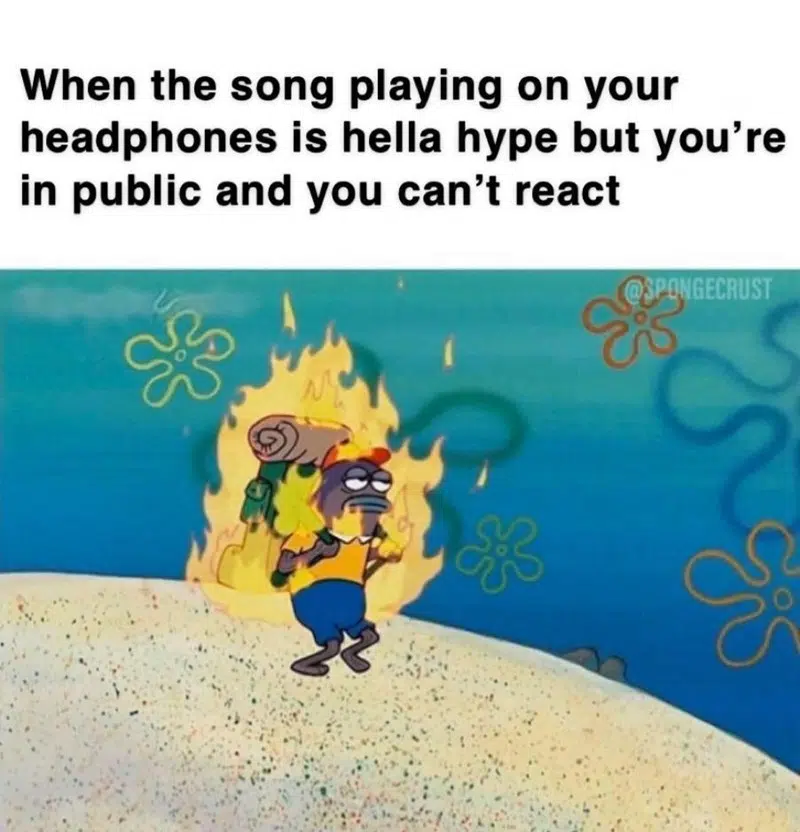 When the song playing on your
headphones is hella hype but you’re
in public and you can’t react
@SPONGECRUST